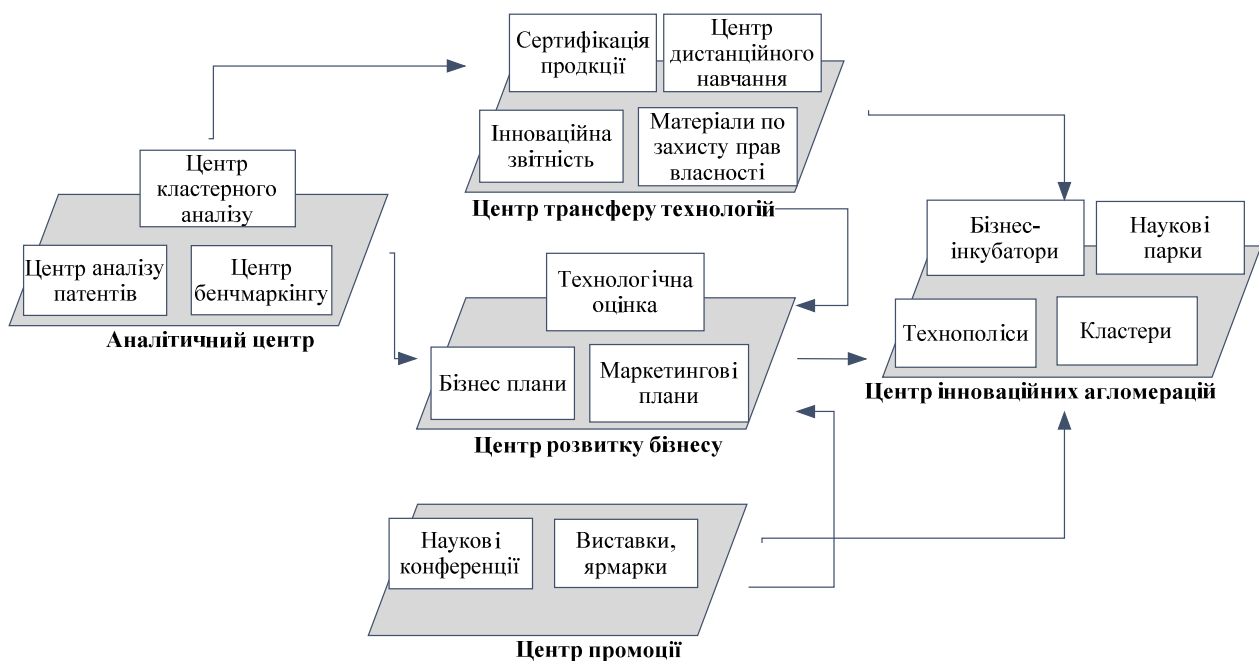 Сертифікація
продкції
Центр
дистанційного
навчання
Інноваційна
звітність
Матеріали по
захисту прав
власності
Центр трансферу технологій
Центр
кластерного
аналізу
Центр аналізу
патентів
Центр
бенчмаркінгу
Аналітичний центр
Технологічна
оцінка
Бізнес плани
Маркетингові
плани
Центр розвитку бізнесу
Бізнес-
інкубатори
Наукові
парки
Технополіси
Кластери
Центр інноваційних агломерацій
Наукові
конференції
Виставки,
ярмарки
Центр промоції